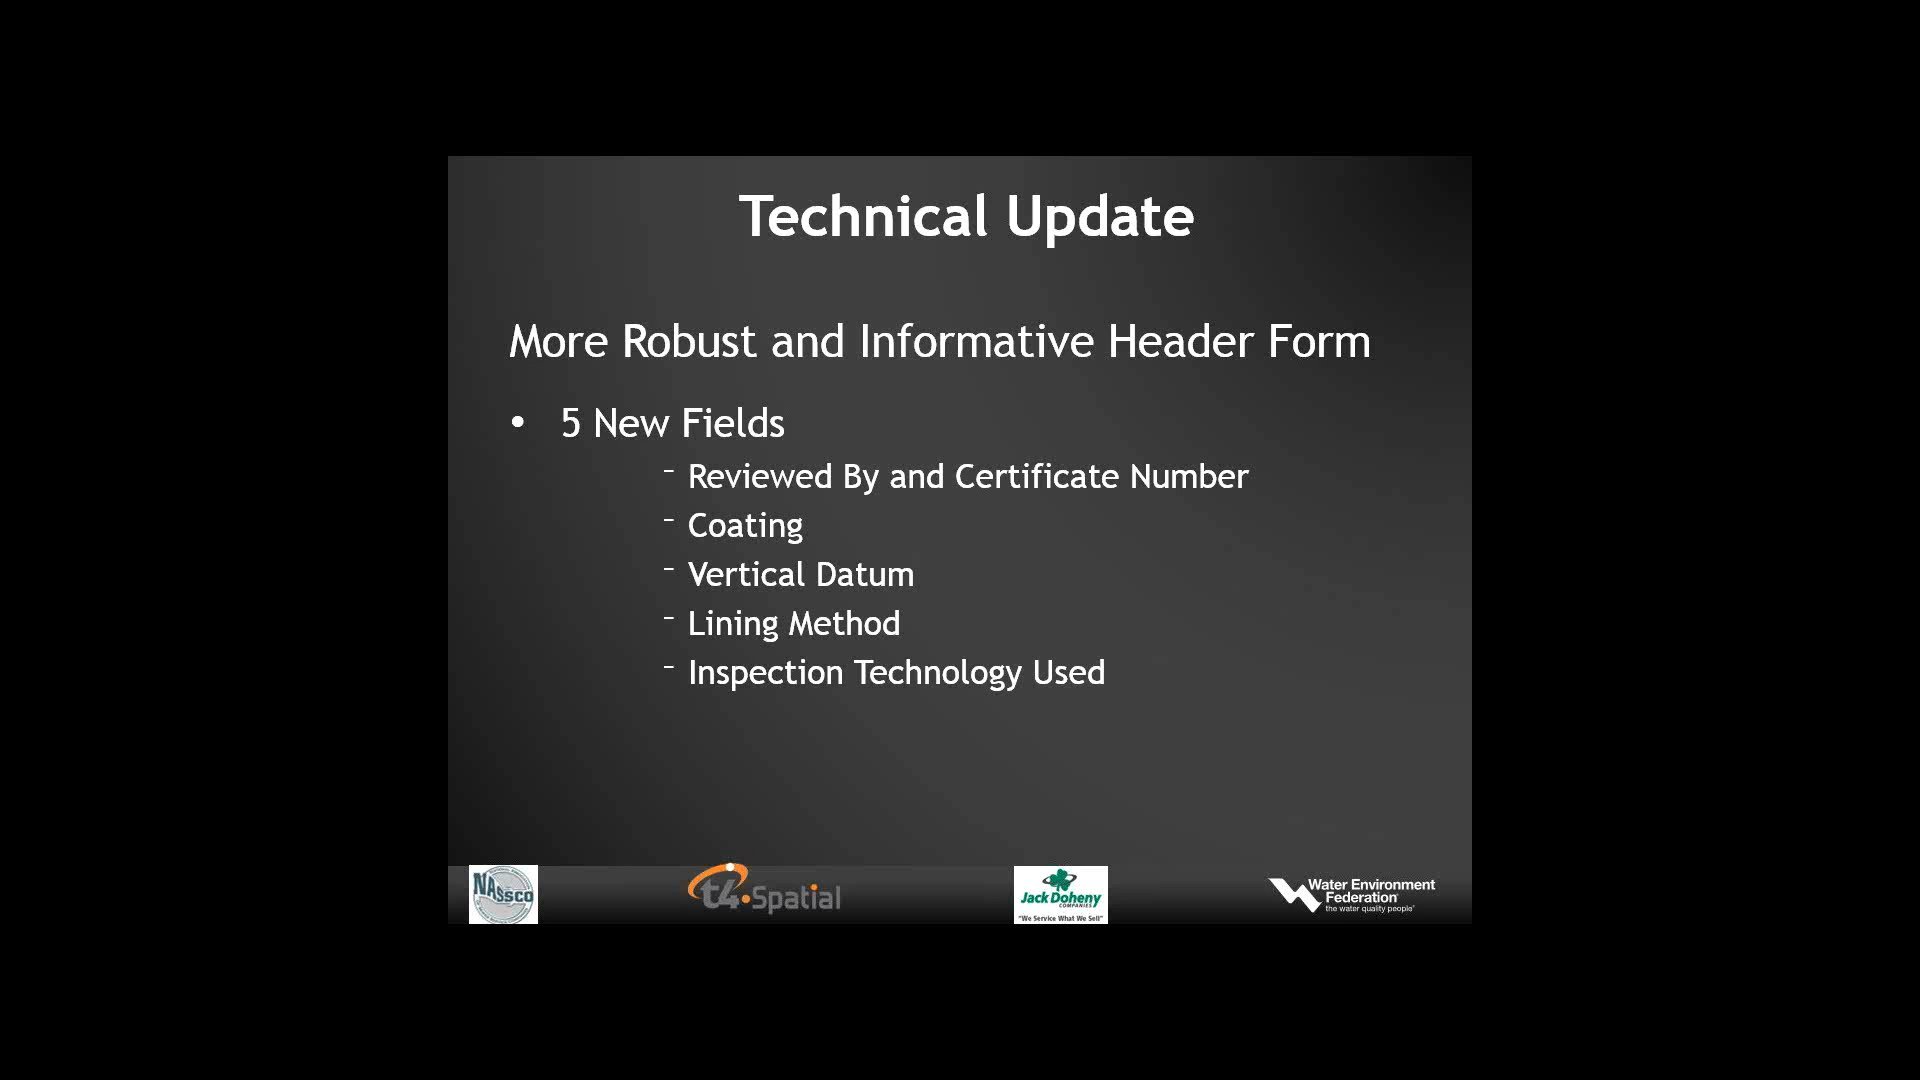 Technical Update
More Robust and Informative Header Form
• 5 New Fields
– Reviewed By and Certificate Number
– Coating
– Vertical Datum
– Lining Method
– Inspection Technology Used
NASSCO
t4.Spatial
Jack Doheny
COMPANIES
"We Service What We Sell"
Water Environment
Federation
the water quality people